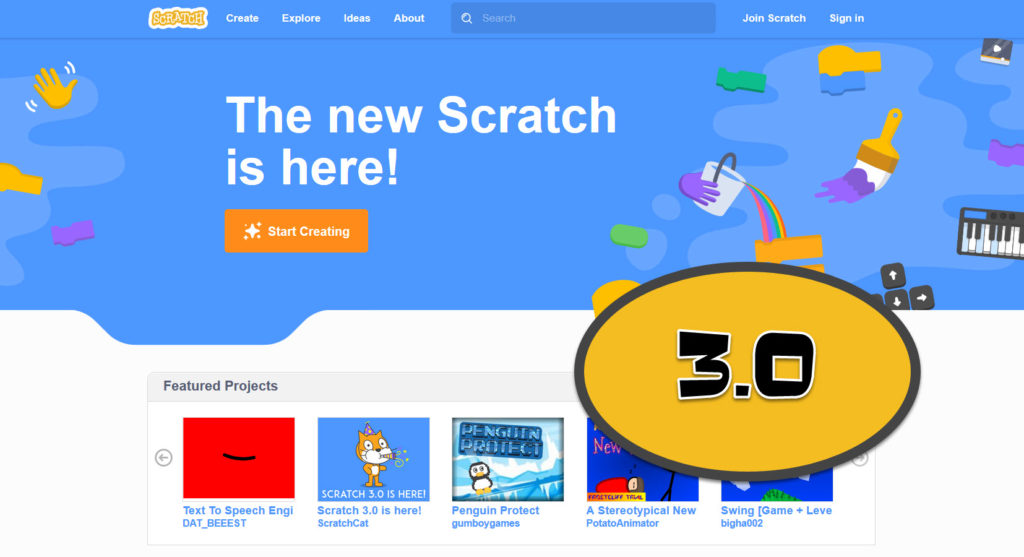 SCRATCH
Create
Explore
Ideas
About
Search
Join Scratch
Sign in
The new Scratch
is here!
Start Creating
3.0
Featured Projects
SCRATCH 3.0 IS HERE!
PENGUIN
PROTECT
New
FROSTCLIFF TRIAL
Text To Speech Engi
Scratch 3.0 is here!
Penguin Protect
A Stereotypical New
Swing [Game + Leve
DAT_BEEEST
ScratchCat
gumboygames
PotatoAnimator
bigha002